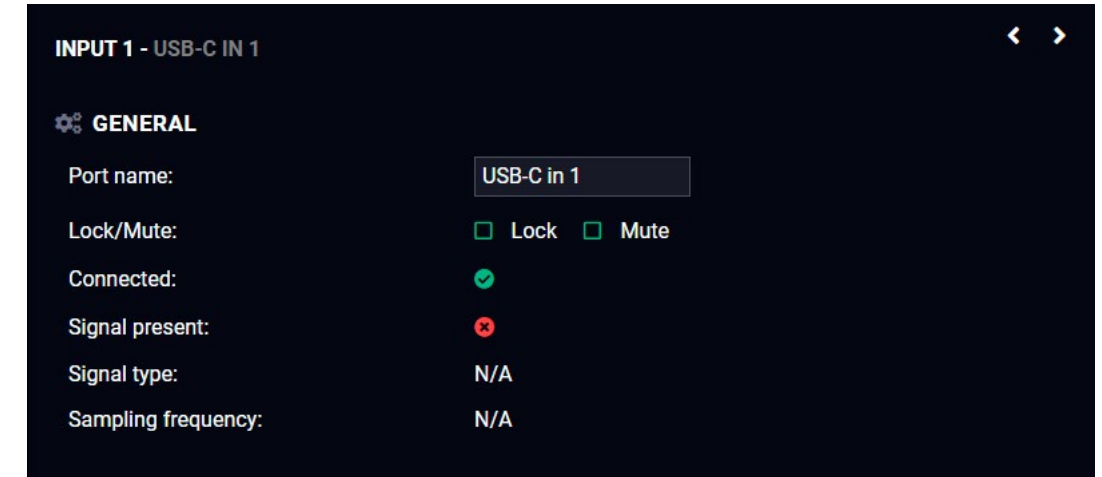 INPUT 1 - USB-C IN 1
GENERAL
Port name: USB-C in 1
Lock/Mute: Lock Mute
Connected:
Signal present:
Signal type: N/A
Sampling frequency: N/A